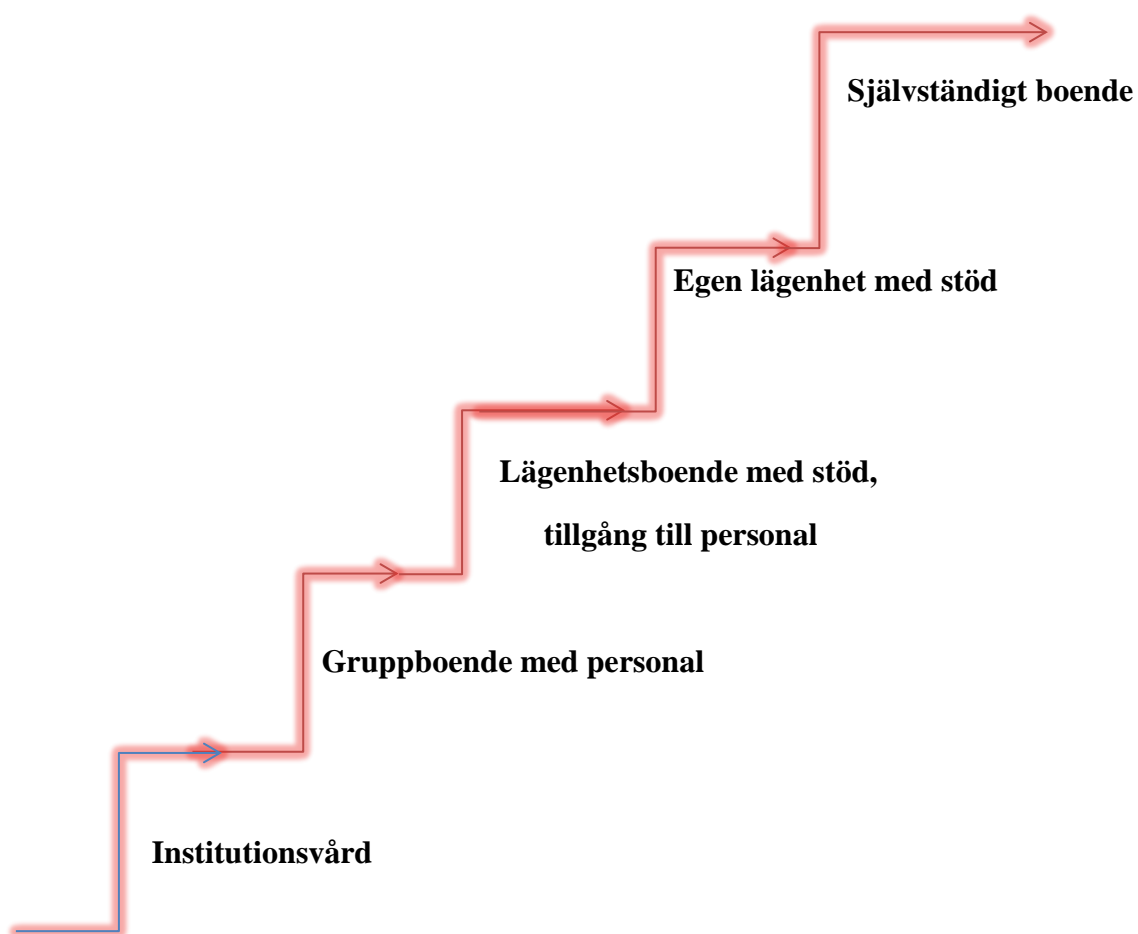 Självständigt boende
Egen lägenhet med stöd
Lägenhetsboende med stöd,
tillgång till personal
Gruppboende med personal
Institutionsvård